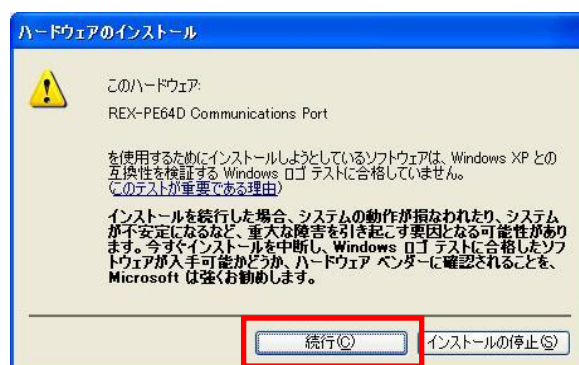 ハードウェアのインストール
このハードウェア:
REX-PE64D Communications Port
を使用するためにインストールしようとしているソフトウェアは、Windows XP との
互換性を検証する Windows ロゴ テストに合格していません。
(このテストが重要である理由)
インストールを続行した場合、システムの動作が損なわれたり、システム
が不安定になるなど、重大な障害を引き起こす要因となる可能性があり
ます。今すぐインストールを中断し、Windows ロゴ テストに合格したソフ
トウェアが入手可能かどうか、ハードウェア ベンダーに確認されることを、
Microsoft は強くお勧めします。
続行(C)
インストールの停止(S)